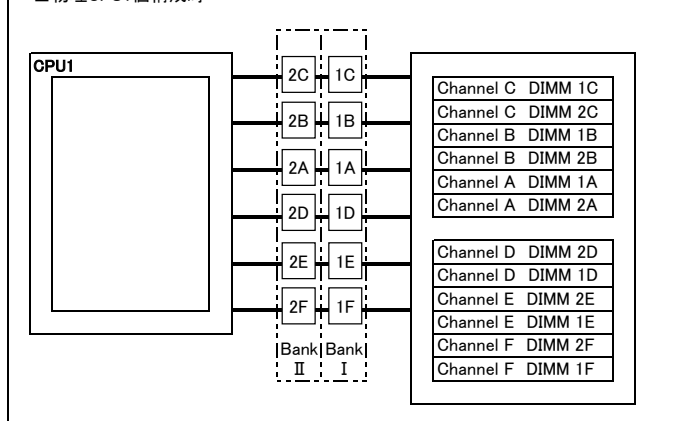 CPU1
2C 1C
2B 1B
2A 1A
2D 1D
2E 1E
2F 1F
Bank Bank
Ⅱ Ⅰ
Channel C DIMM 1C
Channel C DIMM 2C
Channel B DIMM 1B
Channel B DIMM 2B
Channel A DIMM 1A
Channel A DIMM 2A
Channel D DIMM 2D
Channel D DIMM 1D
Channel E DIMM 2E
Channel E DIMM 1E
Channel F DIMM 2F
Channel F DIMM 1F